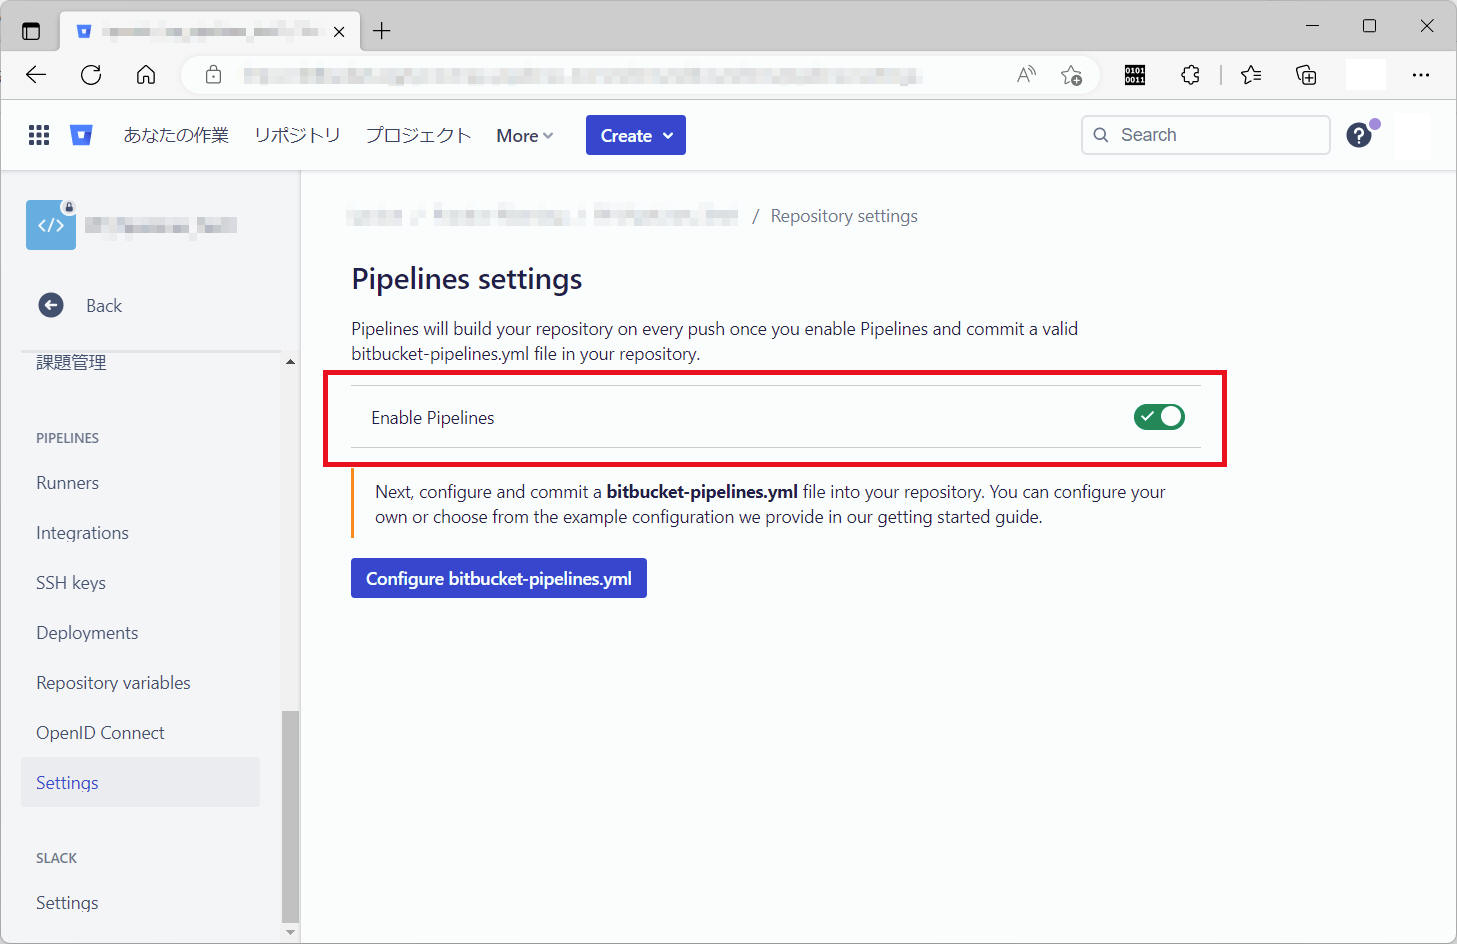 0101
0011
あなたの作業 リポジトリ プロジェクト More Create Search ?
</>
/ Repository settings
Back
課題管理
PIPELINES
Runners
Integrations
SSH keys
Deployments
Repository variables
OpenID Connect
Settings
SLACK
Settings
Pipelines settings
Pipelines will build your repository on every push once you enable Pipelines and commit a valid
bitbucket-pipelines.yml file in your repository.
Enable Pipelines
Next, configure and commit a bitbucket-pipelines.yml file into your repository. You can configure your
own or choose from the example configuration we provide in our getting started guide.
Configure bitbucket-pipelines.yml